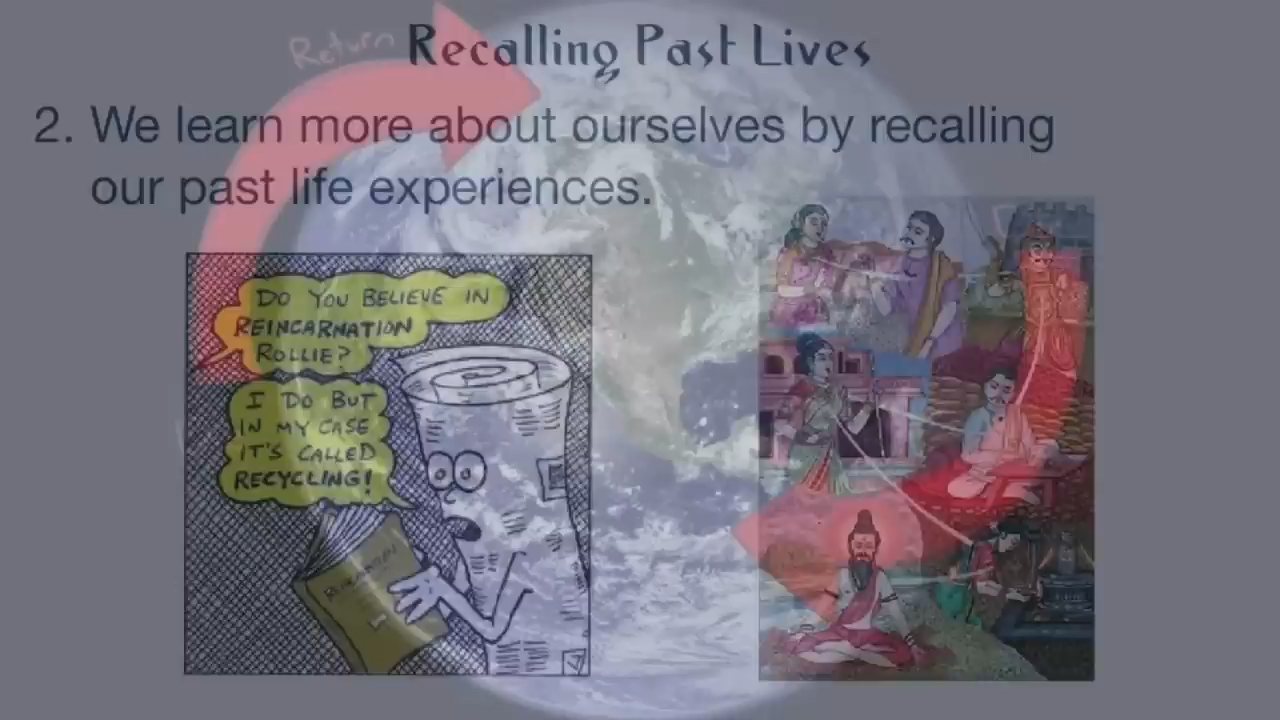 Return
Recalling Past Lives
2. We learn more about ourselves by recalling
our past life experiences.
DO YOU BELIEVE IN
REINCARNATION
ROLLIE?
I DO BUT
IN MY CASE
IT'S CALLED
RECYCLING!
REINCARNATION